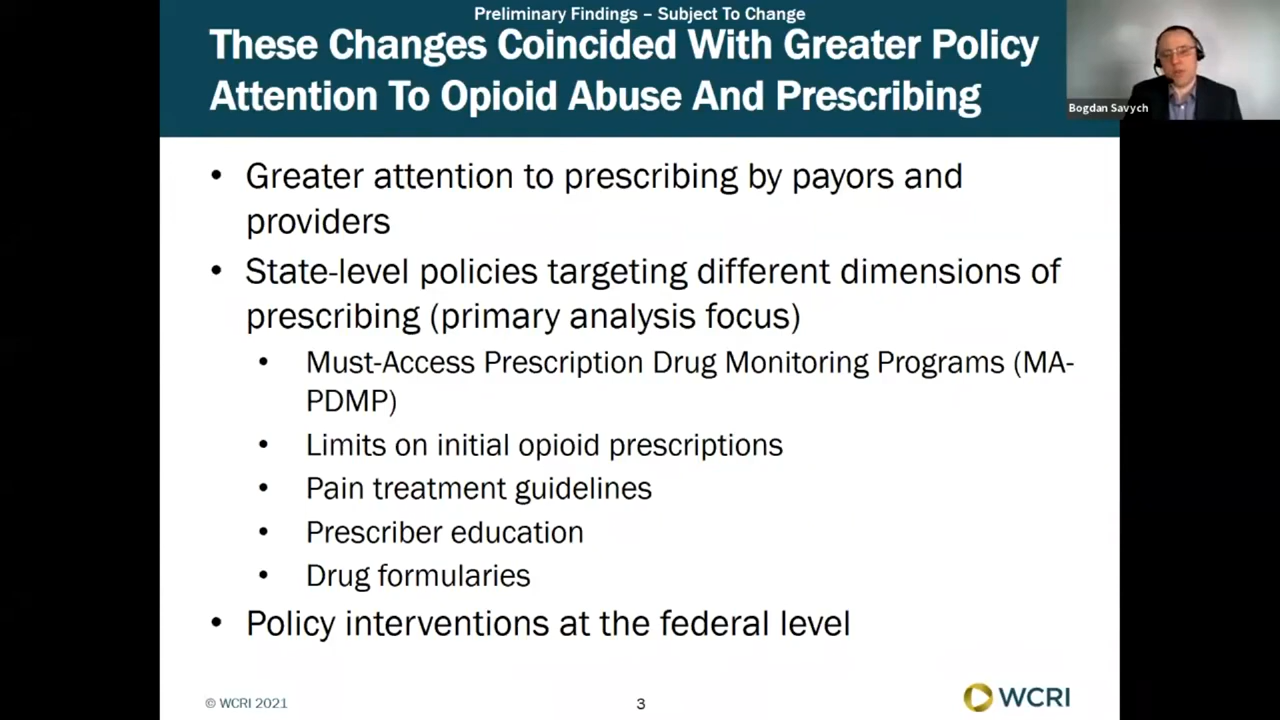 Preliminary Findings – Subject To Change
These Changes Coincided With Greater Policy
Attention To Opioid Abuse And Prescribing
Bogdan Savych
• Greater attention to prescribing by payors and
providers
• State-level policies targeting different dimensions of
prescribing (primary analysis focus)
• Must-Access Prescription Drug Monitoring Programs (MA-
PDMP)
• Limits on initial opioid prescriptions
• Pain treatment guidelines
• Prescriber education
• Drug formularies
• Policy interventions at the federal level
© WCRI 2021
3
WCRI